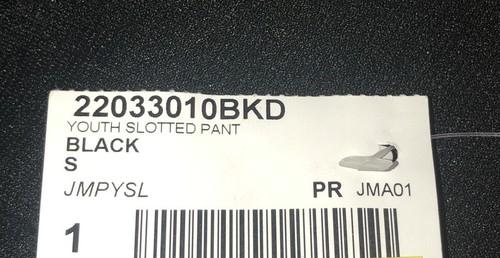 22033010BKD
YOUTH SLOTTED PANT
BLACK
S
JMPYSL PR JMA01
1